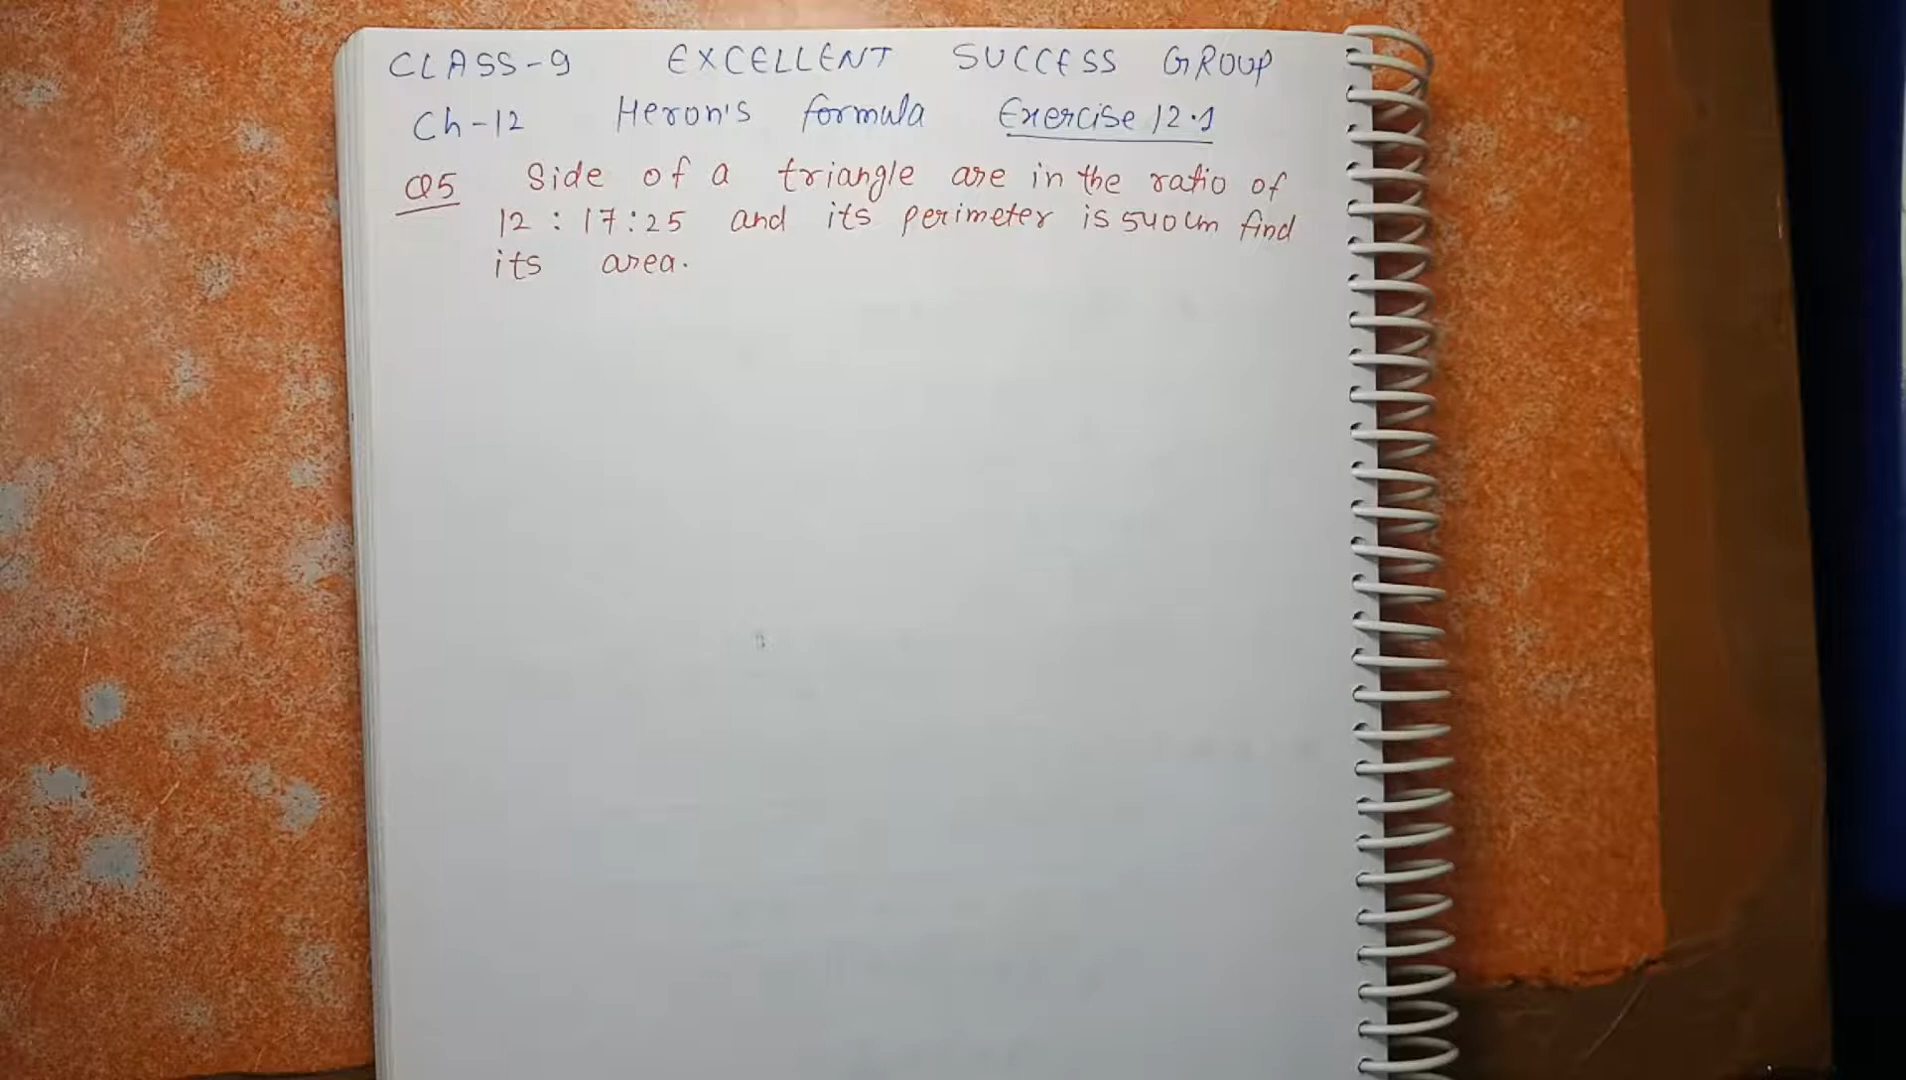 CLASS-9 EXCELLENT SUCCESS GROUP
Ch-12 Heron's formula Exercise 12.1
Q5 Side of a triangle are in the ratio of
12 : 17 : 25 and its perimeter is 540cm find
its area.